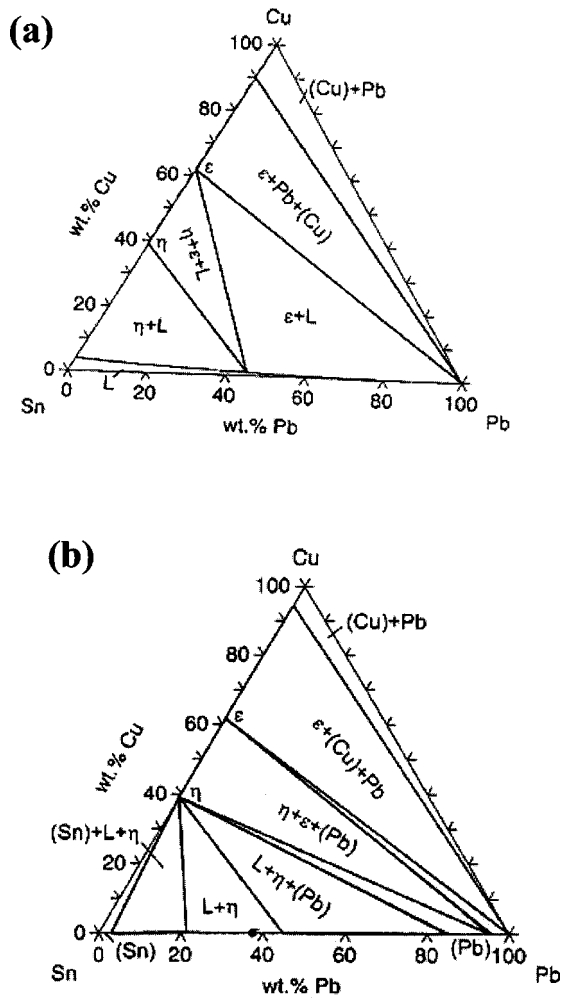 (a)
Cu
100
(Cu)+Pb
80
ε
60
wt.% Cu
ε+Pb+(Cu)
η+ε+L
40
η
20
η+L
ε+L
0
L
0 20 40 60 80 100
Sn
wt.% Pb
Pb
(b)
Cu
100
(Cu)+Pb
80
60
ε
wt.% Cu
ε+(Cu)+Pb
40
η
η+ε+(Pb)
(Sn)+L+η
20
L+η+(Pb)
L+η
0
(Sn)
(Pb)
0 20 40 60 80 100
Sn
wt.% Pb
Pb